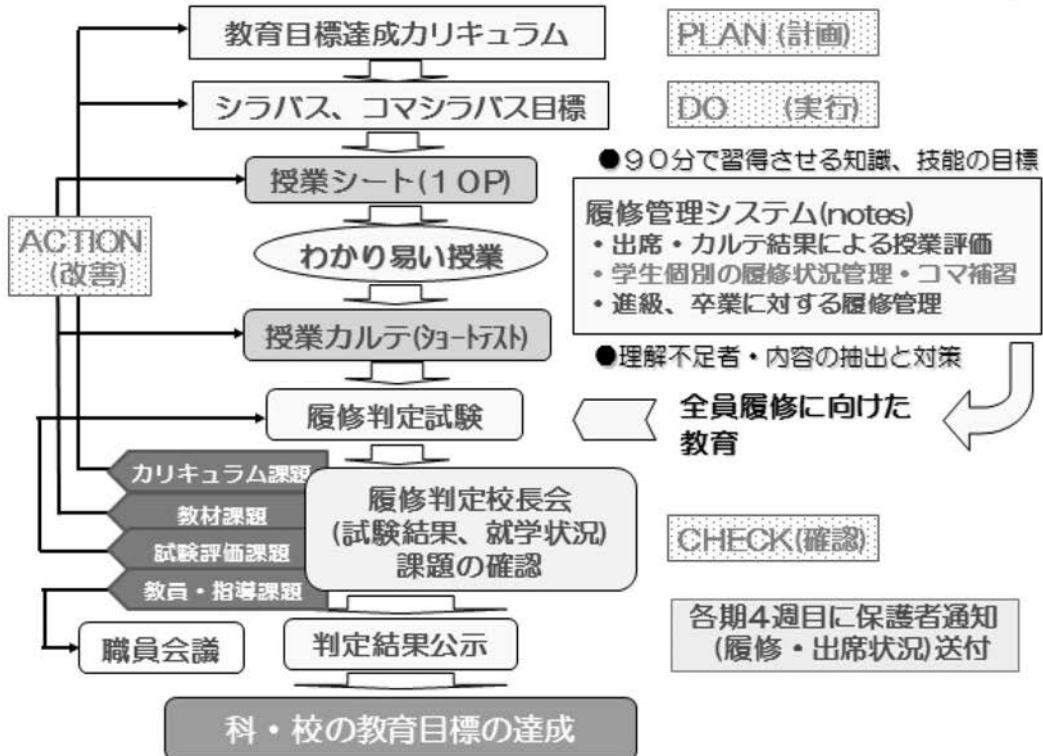 教育目標達成カリキュラム
PLAN (計画)
シラバス、コマシラバス目標
DO (実行)
●90分で習得させる知識、技能の目標
授業シート(10P)
履修管理システム(notes)
・出席・カルテ結果による授業評価
・学生個別の履修状況管理・コマ補習
・進級、卒業に対する履修管理
ACTION
(改善)
わかり易い授業
授業カルテ(ショートテスト)
●理解不足者・内容の抽出と対策
履修判定試験
全員履修に向けた
教育
カリキュラム課題
教材課題
試験評価課題
教員・指導課題
履修判定校長会
(試験結果、就学状況)
課題の確認
CHECK(確認)
職員会議
判定結果公示
各期4週目に保護者通知
(履修・出席状況)送付
科・校の教育目標の達成